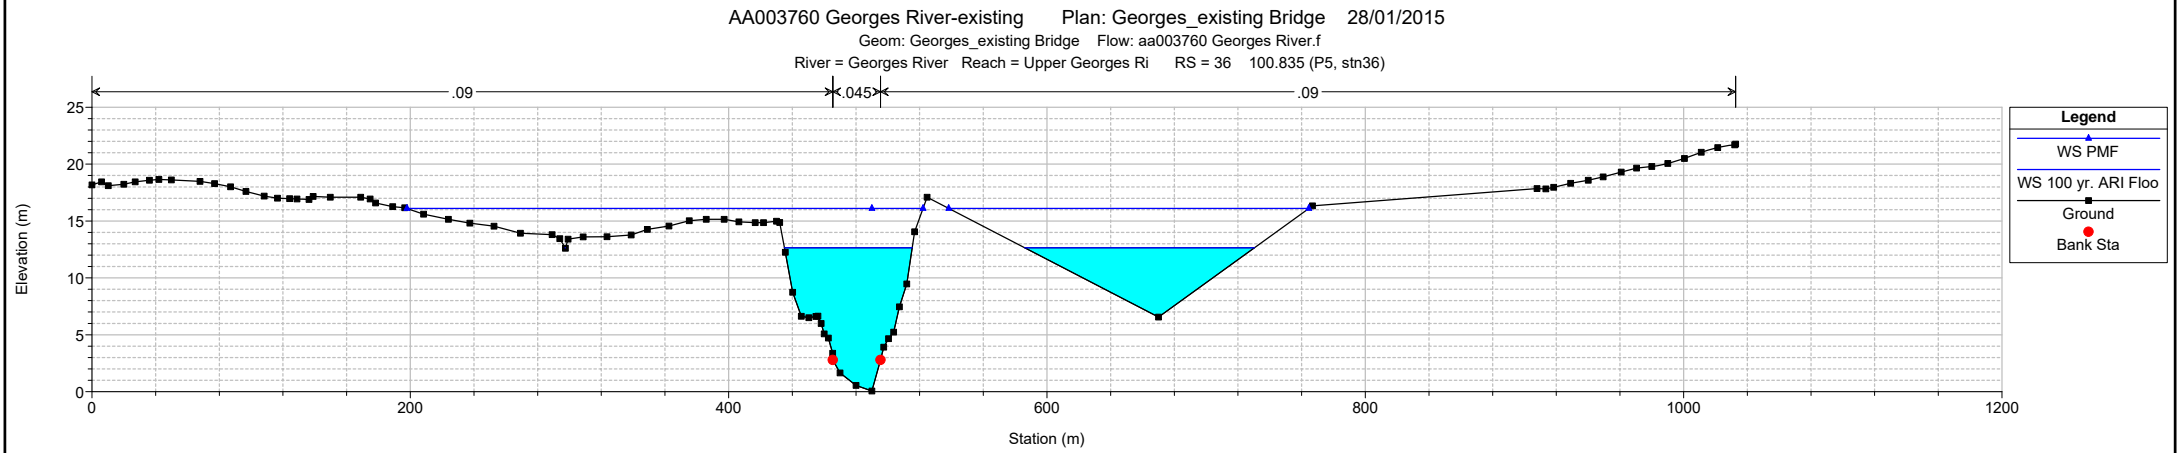 AA003760 Georges River-existing Plan: Georges_existing Bridge 28/01/2015
Geom: Georges_existing Bridge Flow: aa003760 Georges River.f
River = Georges River Reach = Upper Georges Ri RS = 36 100.835 (P5, stn36)
.09 .045 .09
25
20
15
10
5
0
Elevation (m)
0 200 400 600 800 1000 1200
Station (m)
Legend
WS PMF
WS 100 yr. ARI Floo
Ground
Bank Sta